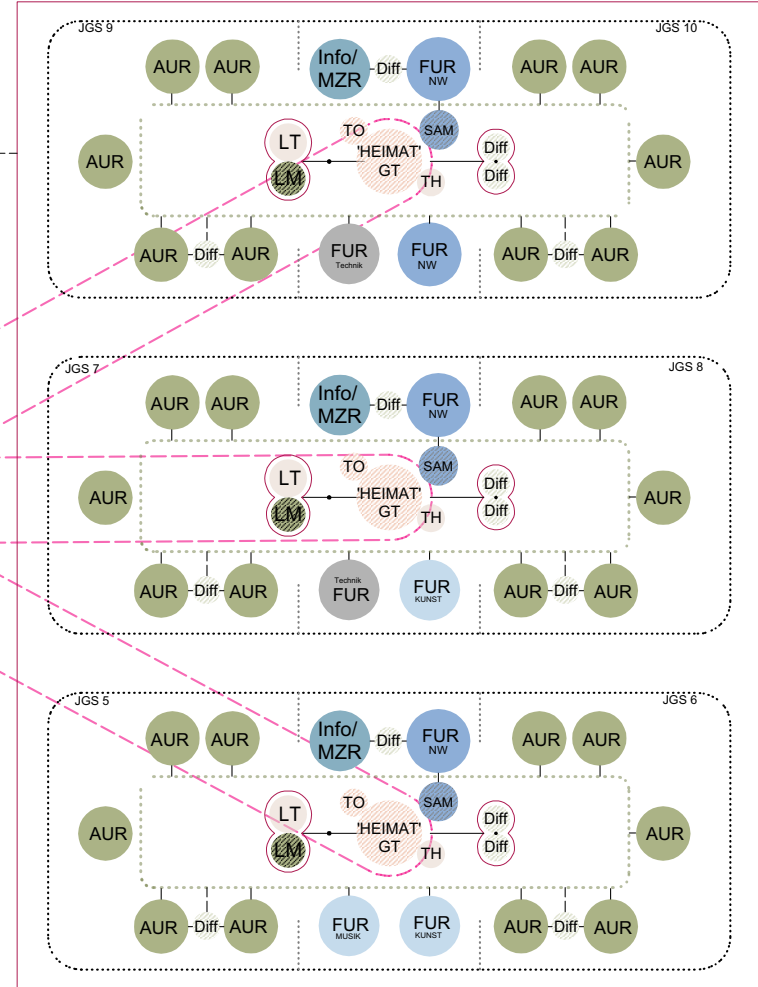 JGS 9
JGS 10
AUR
AUR
Info/
MZR
Diff
FUR
NW
AUR
AUR
TO
SAM
LT
'HEIMAT'
GT
Diff
Diff
AUR
LM
TH
AUR
AUR
Diff
AUR
FUR
Technik
FUR
NW
AUR
Diff
AUR
JGS 7
JGS 8
AUR
AUR
Info/
MZR
Diff
FUR
NW
AUR
AUR
TO
SAM
LT
'HEIMAT'
GT
Diff
Diff
AUR
LM
TH
AUR
AUR
Diff
AUR
Technik
FUR
FUR
KUNST
AUR
Diff
AUR
JGS 5
JGS 6
AUR
AUR
Info/
MZR
Diff
FUR
NW
AUR
AUR
TO
SAM
LT
'HEIMAT'
GT
Diff
Diff
AUR
LM
TH
AUR
AUR
Diff
AUR
FUR
MUSIK
FUR
KUNST
AUR
Diff
AUR